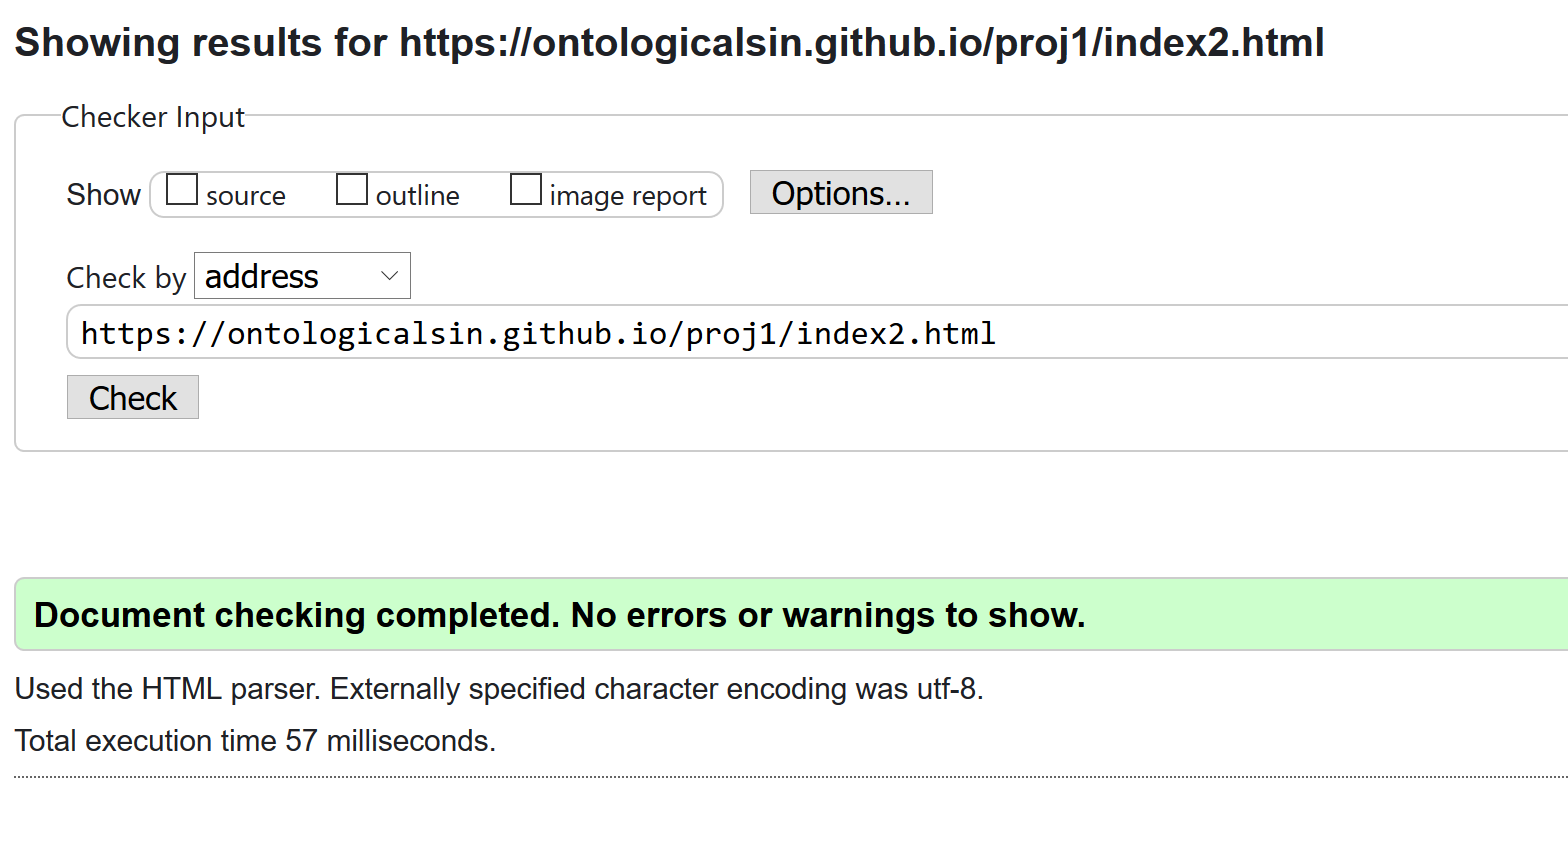 Showing results for https://ontologicalsin.github.io/proj1/index2.html
Checker Input
Show source outline image report Options...
Check by address
https://ontologicalsin.github.io/proj1/index2.html
Check
Document checking completed. No errors or warnings to show.
Used the HTML parser. Externally specified character encoding was utf-8.
Total execution time 57 milliseconds.